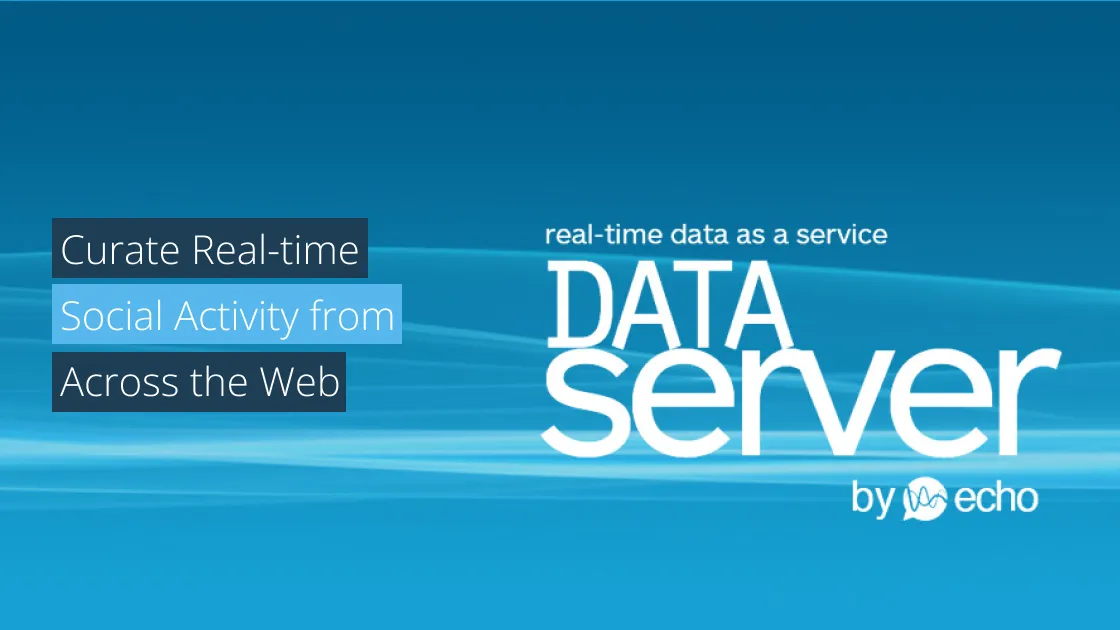 Curate Real-time
Social Activity from
Across the Web
real-time data as a service
DATA
server
by echo